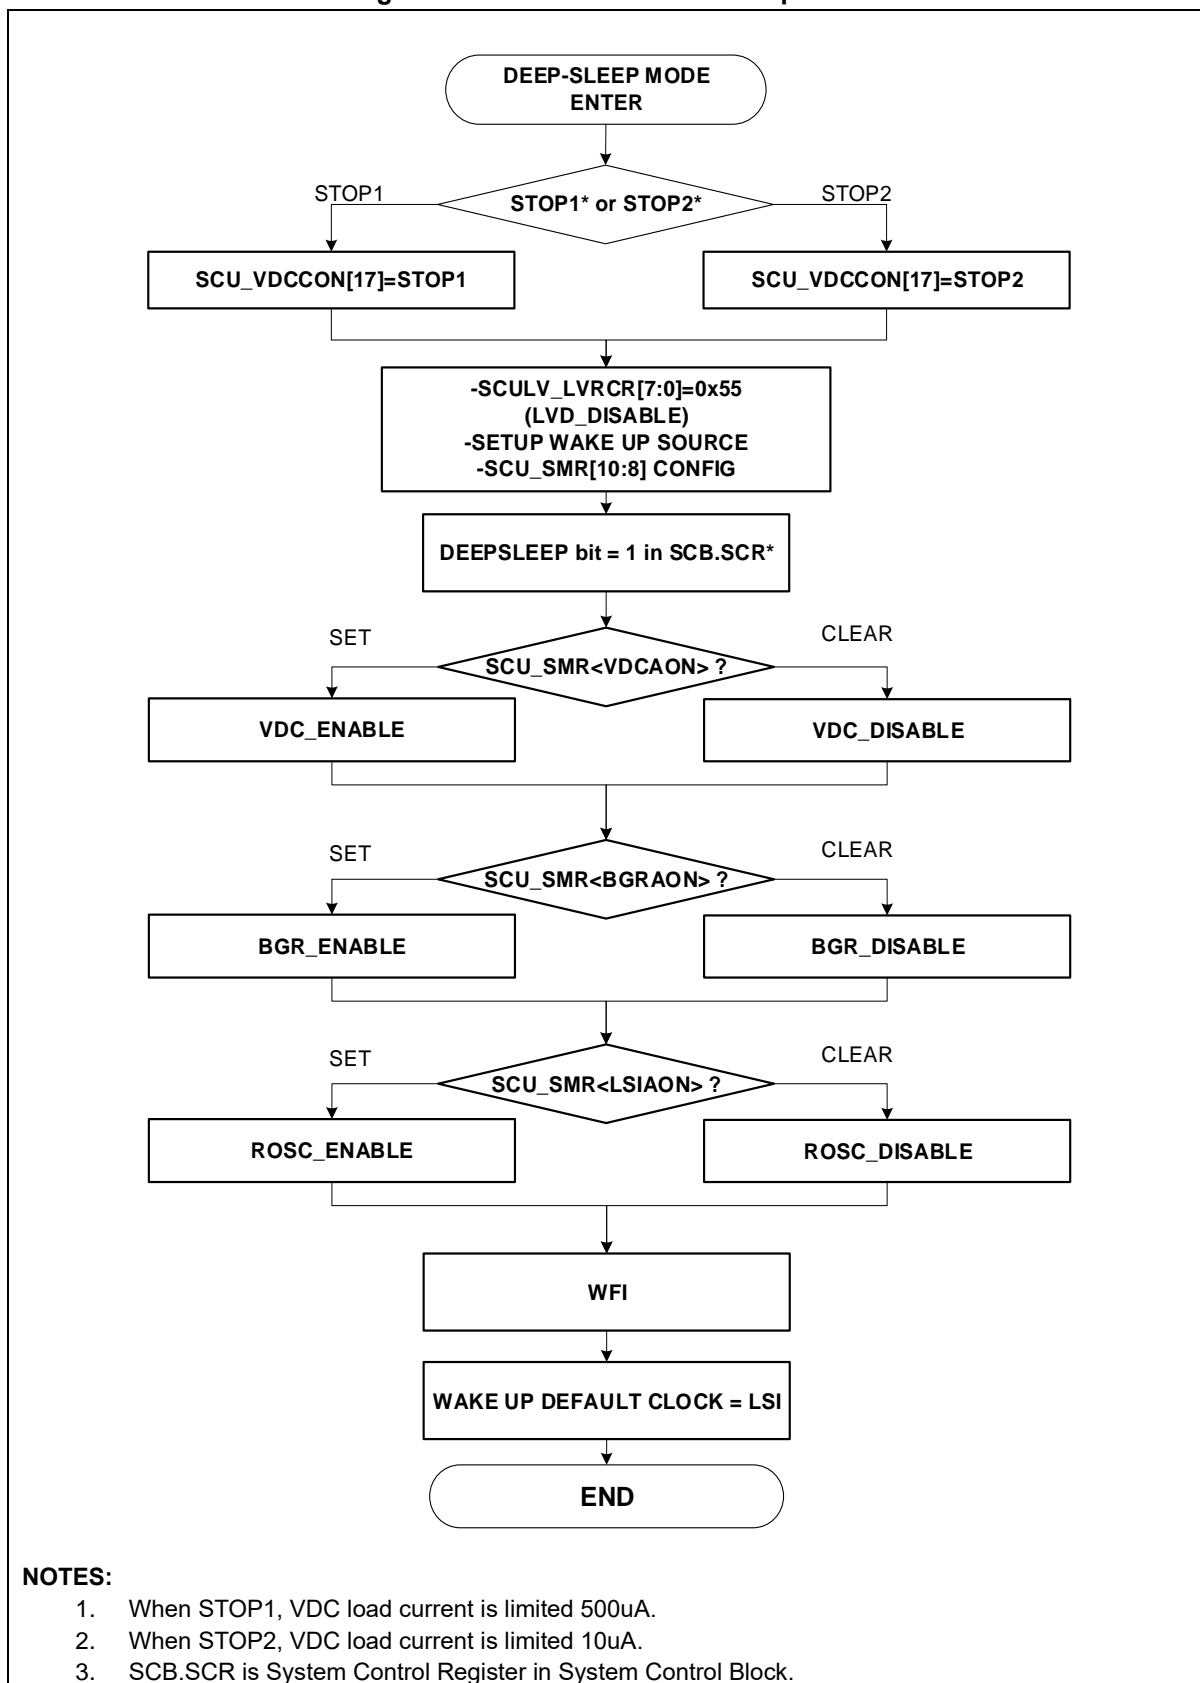 DEEP-SLEEP MODE
ENTER
STOP1
STOP1* or STOP2*
STOP2
SCU_VDCCON[17]=STOP1
SCU_VDCCON[17]=STOP2
-SCULV_LVRCR[7:0]=0x55
(LVD_DISABLE)
-SETUP WAKE UP SOURCE
-SCU_SMR[10:8] CONFIG
DEEPSLEEP bit = 1 in SCB.SCR*
SET
SCU_SMR<VDCAON> ?
CLEAR
VDC_ENABLE
VDC_DISABLE
SET
SCU_SMR<BGRAON> ?
CLEAR
BGR_ENABLE
BGR_DISABLE
SET
SCU_SMR<LSIAON> ?
CLEAR
ROSC_ENABLE
ROSC_DISABLE
WFI
WAKE UP DEFAULT CLOCK = LSI
END
NOTES:
1. When STOP1, VDC load current is limited 500uA.
2. When STOP2, VDC load current is limited 10uA.
3. SCB.SCR is System Control Register in System Control Block.